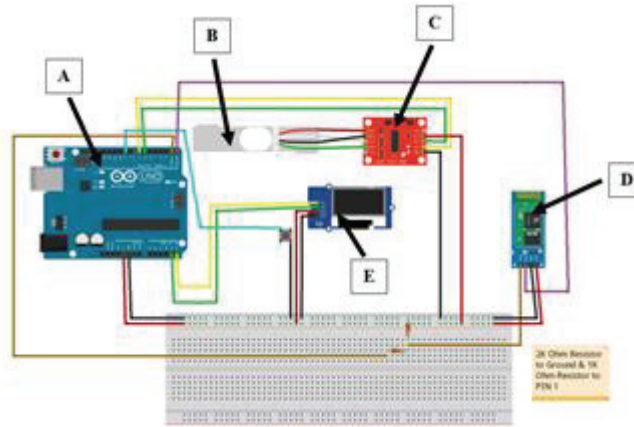 A
B
C
D
E
UNO
2K Ohm Resistor
to Ground & 1K
Ohm Resistor to
PIN 1